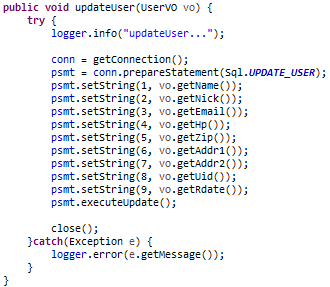 public void updateUser(UserVO vo) {
    try {
        logger.info("updateUser...");

        conn = getConnection();
        psmt = conn.prepareStatement(Sql.UPDATE_USER);
        psmt.setString(1, vo.getName());
        psmt.setString(2, vo.getNick());
        psmt.setString(3, vo.getEmail());
        psmt.setString(4, vo.getHp());
        psmt.setString(5, vo.getZip());
        psmt.setString(6, vo.getAddr1());
        psmt.setString(7, vo.getAddr2());
        psmt.setString(8, vo.getUid());
        psmt.setString(9, vo.getRdate());
        psmt.executeUpdate();

        close();
    }catch(Exception e) {
        logger.error(e.getMessage());
    }
}